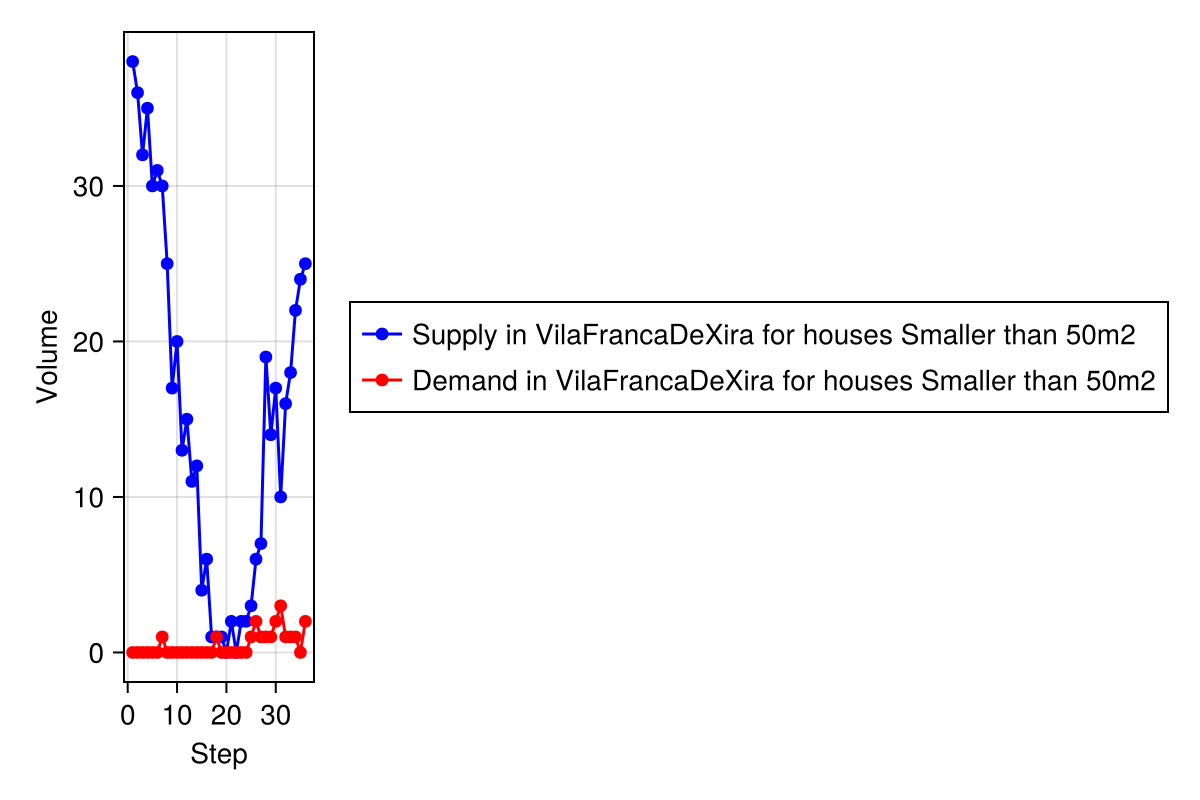 Volume
30
20
10
0
0 10 20 30
Step
Supply in VilaFrancaDeXira for houses Smaller than 50m2
Demand in VilaFrancaDeXira for houses Smaller than 50m2